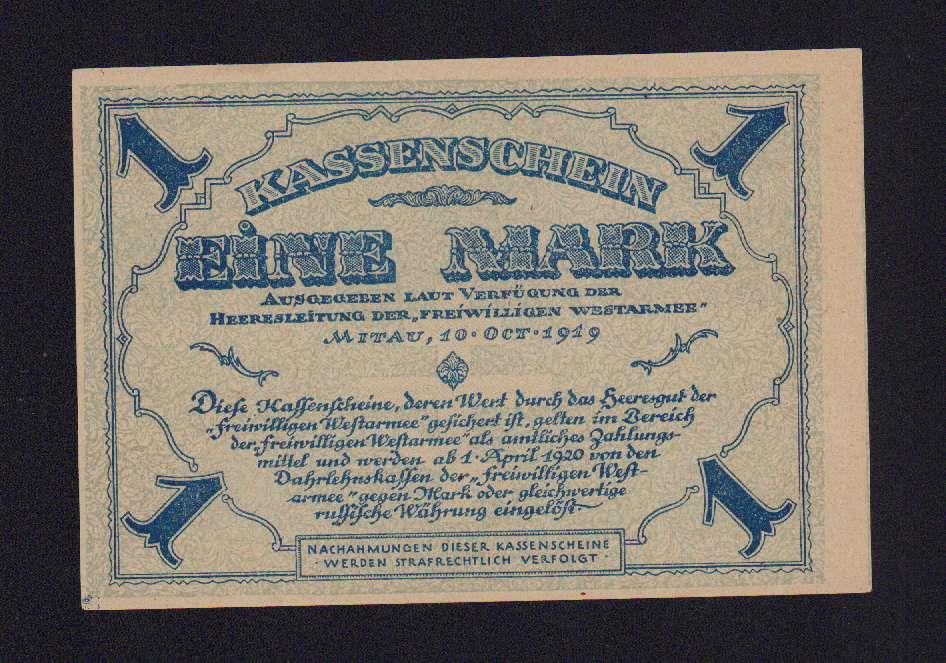 1 1
KASSENSCHEIN
EINE MARK
AUSGEGEBEN LAUT VERFÜGUNG DER
HEERESLEITUNG DER „FREIWILLIGEN WESTARMEE"
MITAU, 10·OCT·1919
Diese Kassenscheine, deren Wert durch das Heeresgut der
„freiwilligen Westarmee" gesichert ist, gelten im Bereich
der „freiwilligen Westarmee" als amtliches Zahlungs-
mittel und werden ab 1·April 1920 von den
Dahrlehnskassen der „freiwilligen West-
armee" gegen Mark oder gleichwertige
russische Währung eingelöst·
1 1
NACHAHMUNGEN DIESER KASSENSCHEINE
·WERDEN STRAFRECHTLICH VERFOLGT·